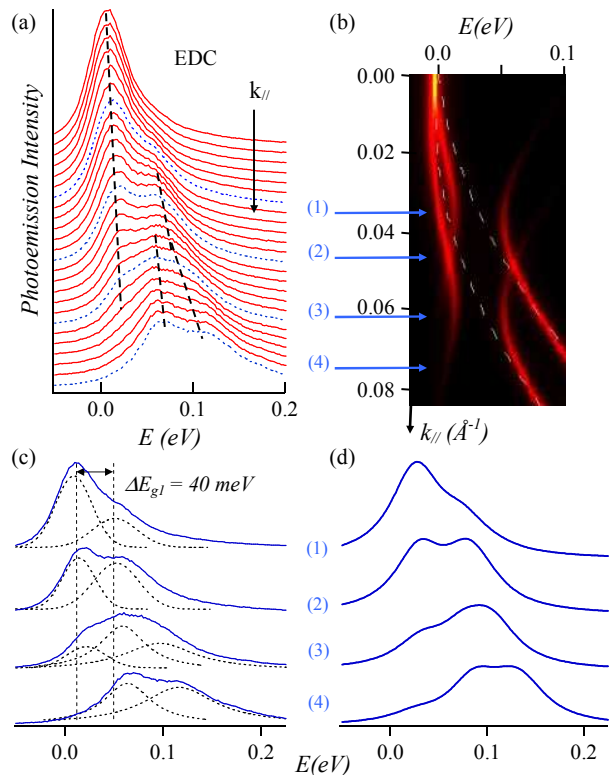 (a)
Photoemission Intensity
EDC
k//
0.0 0.1 0.2
E (eV)
(b)
E(eV)
0.0 0.1
0.00
0.02
0.04
0.06
0.08
(1)
(2)
(3)
(4)
k// (Å-1)
(c)
ΔEg1 = 40 meV
0.0 0.1 0.2
(d)
(1)
(2)
(3)
(4)
0.0 0.1 0.2
E(eV)